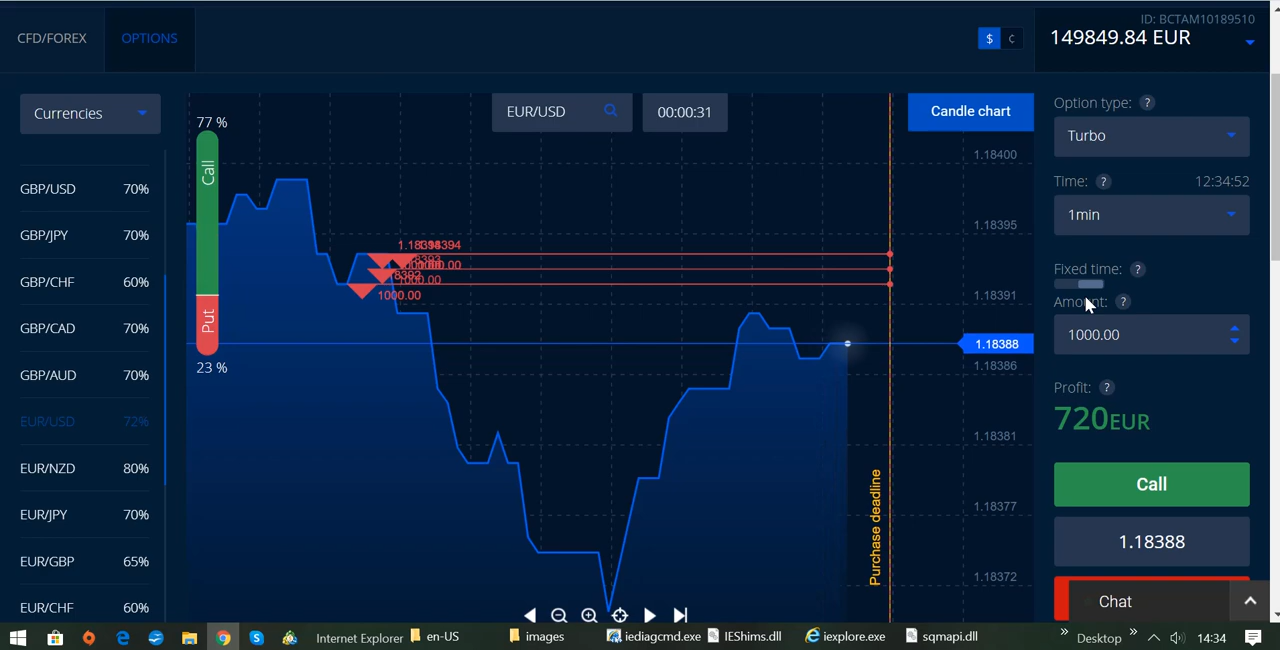 CFD/FOREX
OPTIONS
$
¢
ID: BCTAM10189510
149849.84 EUR
Currencies
GBP/USD 70%
GBP/JPY 70%
GBP/CHF 60%
GBP/CAD 70%
GBP/AUD 70%
EUR/USD 72%
EUR/NZD 80%
EUR/JPY 70%
EUR/GBP 65%
EUR/CHF 60%
77 %
Call
Put
23 %
EUR/USD
00:00:31
Candle chart
1.18394
1000.00
1000.00
1.18400
1.18395
1.18391
1.18388
1.18386
1.18381
1.18377
1.18372
Purchase deadline
Option type: ?
Turbo
Time: ? 12:34:52
1min
Fixed time: ?
Amount: ?
1000.00
Profit: ?
720EUR
Call
1.18388
Chat
Internet Explorer
en-US
images
iediagcmd.exe
IEShims.dll
iexplore.exe
sqmapi.dll
» Desktop »
14:34